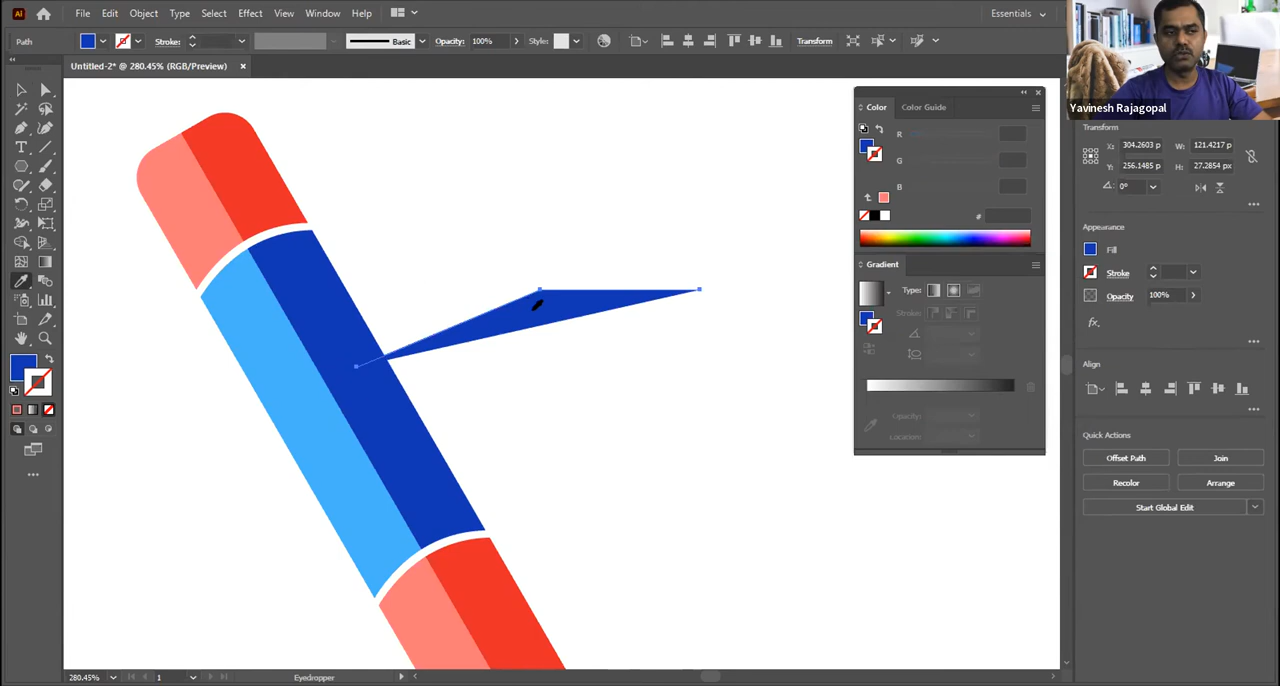 Ai File Edit Object Type Select Effect View Window Help Essentials
Path Stroke: Basic Opacity: 100% Style: Transform
Untitled-2* @ 280.45% (RGB/Preview) ×
Yavinesh Rajagopal
Color Color Guide
R
G
B
#
Gradient
Type:
Stroke:
Opacity:
Location:
Transform
X: 304.2603 p W: 121.4217 p
Y: 256.1485 p H: 27.2854 px
0°
Appearance
Fill
Stroke
Opacity 100%
fx.
Align
Quick Actions
Offset Path Join
Recolor Arrange
Start Global Edit
280.45% 1 Eyedropper